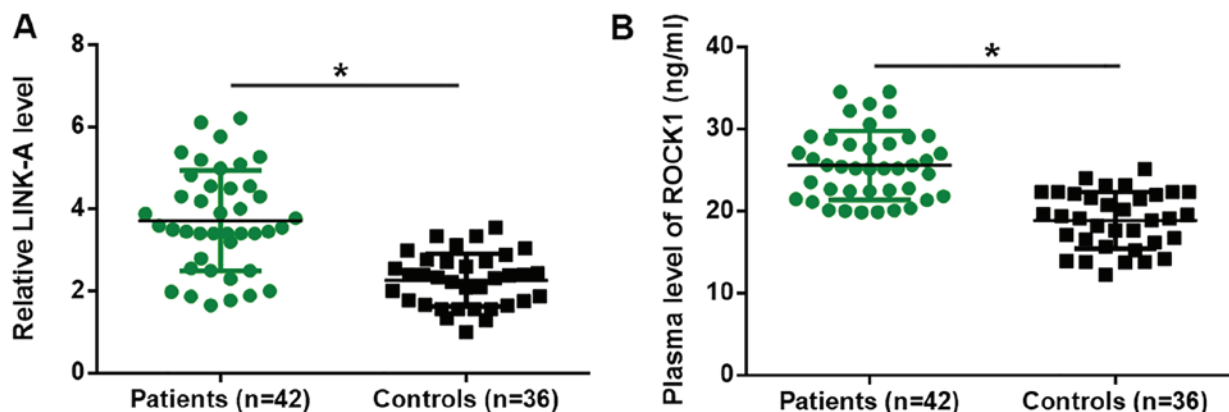 A
Relative LINK-A level
8
6
4
2
0
*
Patients (n=42)
Controls (n=36)
B
Plasma level of ROCK1 (ng/ml)
40
30
20
10
0
*
Patients (n=42)
Controls (n=36)